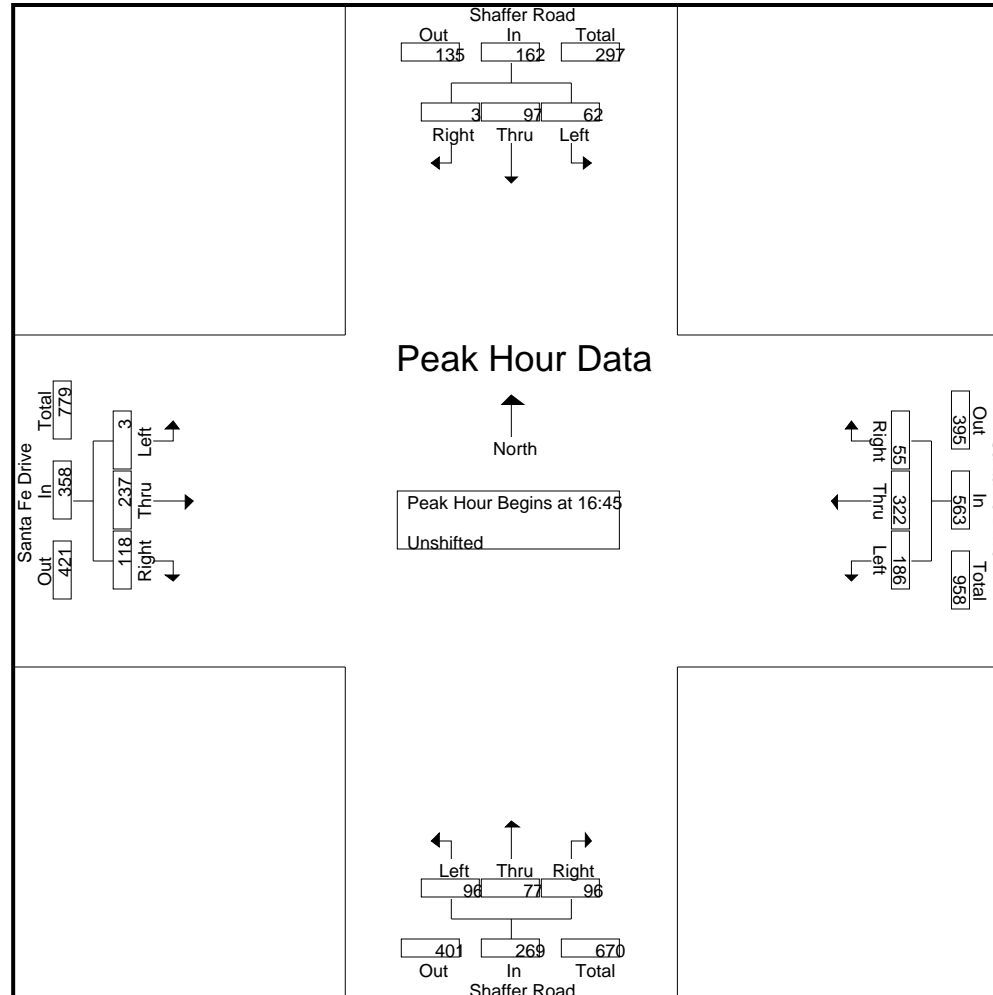 Shaffer Road
Out In Total
135 162 297
3 97 62
Right Thru Left
Peak Hour Data
North
Peak Hour Begins at 16:45
Unshifted
Santa Fe Drive
Total In Out
779 358 421
3 237 118
Left Thru Right
Out In Total
395 563 958
55 322 186
Right Thru Left
Left Thru Right
96 77 96
401 269 670
Out In Total
Shaffer Road